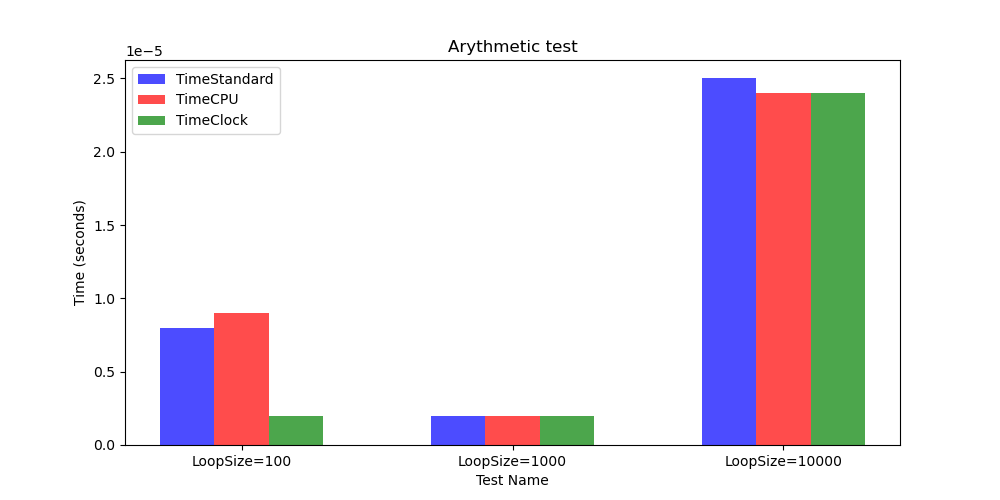 Arythmetic test
1e−5
TimeStandard
TimeCPU
TimeClock
2.5
2.0
1.5
1.0
0.5
0.0
Time (seconds)
LoopSize=100
LoopSize=1000
LoopSize=10000
Test Name